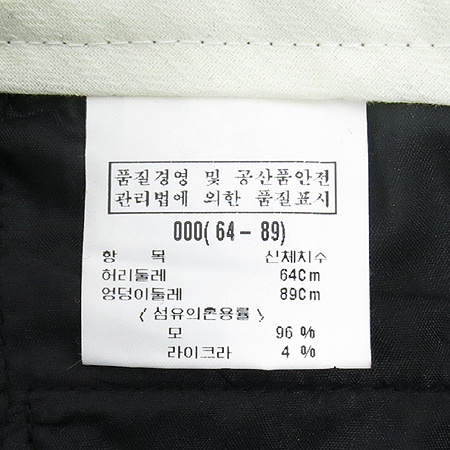 품질경영 및 공산품안전
관리법에 의한 품질표시
000(64-89)
항 목 신체치수
허리둘레 64Cm
엉덩이둘레 89Cm
〈섬유의혼용률〉
모 96 %
라이크라 4 %